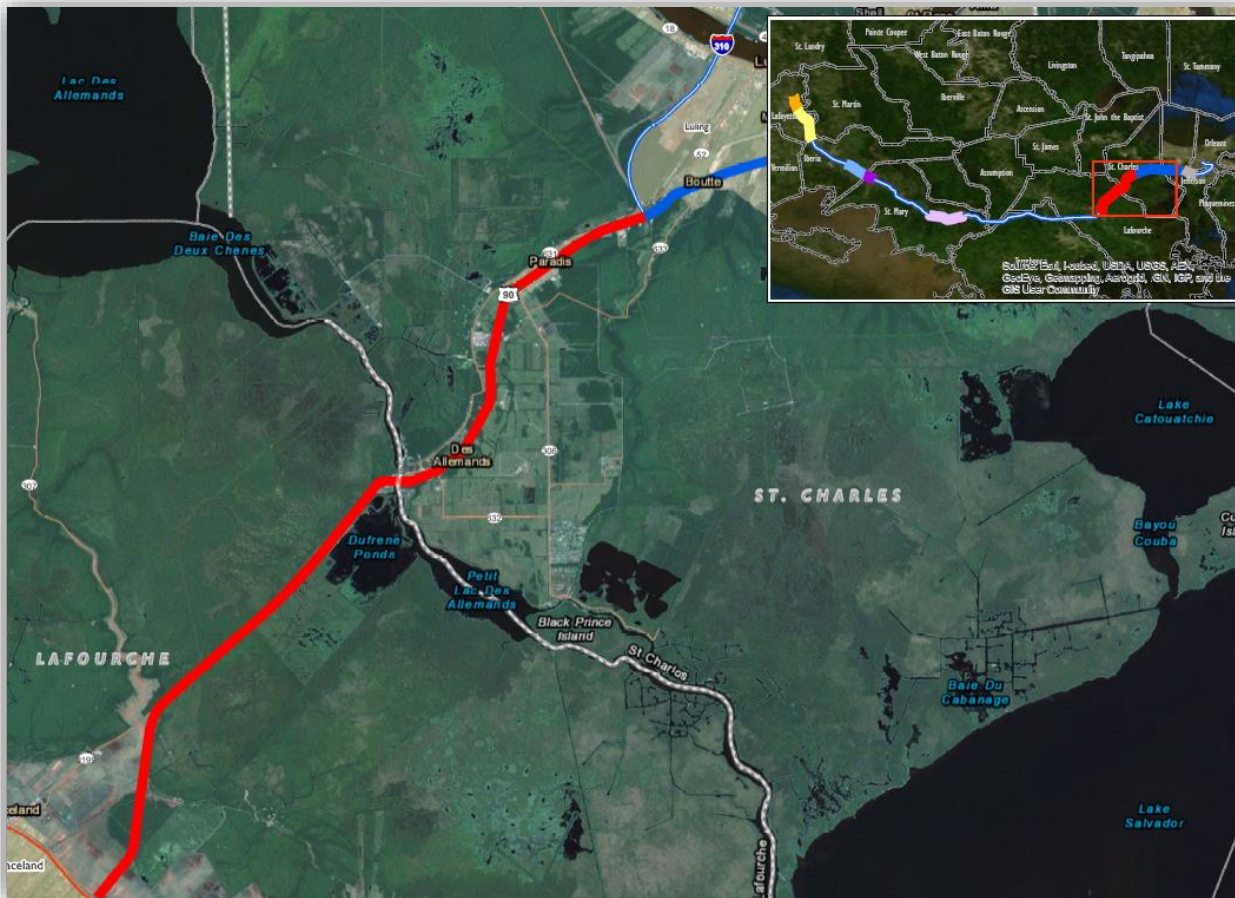 Lac Des
Allemands
Baie Des
Deux Chenes
18
310
Luling
52
Boutte
631
Paradis
633
90
Des
Allemands
306
632
307
Dufrene
Ponds
Petit
Lac Des
Allemands
Black Prince
Island
St Charles
Lafourche
LAFOURCHE
ST. CHARLES
Lake
Catouatchie
Bayou
Couba
Baie Du
Cabanage
Lake
Salvador
eland
aceland
St. Landry
Pointe Coupee
East Baton Rouge
West Baton Rouge
Livingston
Tangipahoa
St. Tammany
St. Martin
Iberville
Ascension
St. John the Baptist
Lafayette
St. James
Orleans
Vermilion
Iberia
Assumption
St. Charles
Jefferson
Plaquemines
St. Mary
Lafourche
Source: Esri, i-cubed, USDA, USGS, AEX,
GeoEye, Getmapping, Aerogrid, IGN, IGP, and the
GIS User Community